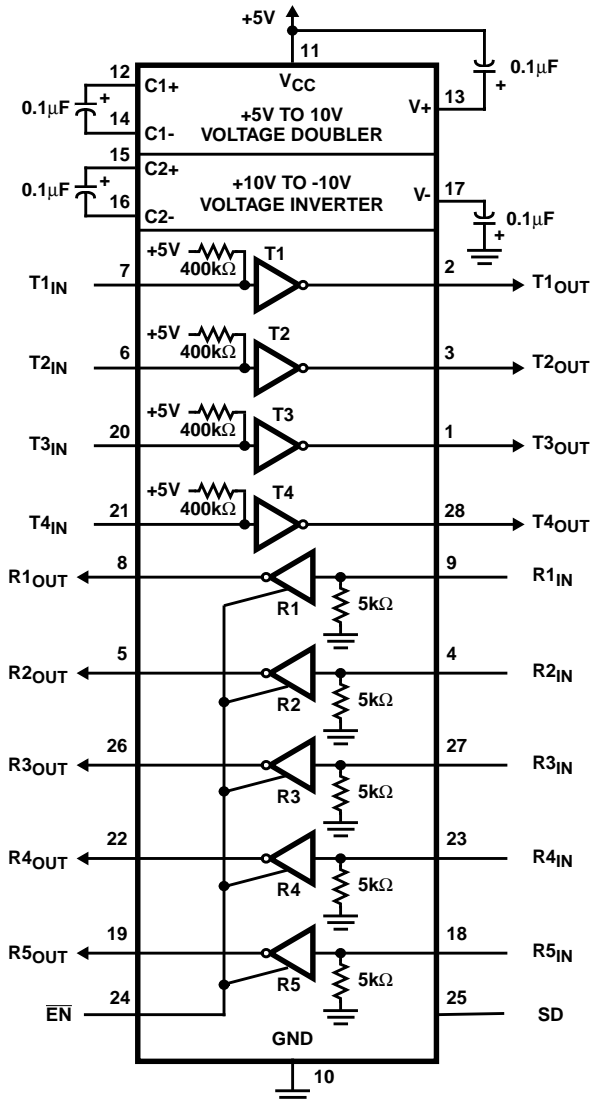 +5V
11
12
C1+
VCC
0.1µF
13
V+
0.1µF
+
+
+5V TO 10V
VOLTAGE DOUBLER
14
C1-
15
C2+
0.1µF
+
+10V TO -10V
VOLTAGE INVERTER
V-
17
16
C2-
0.1µF
+
+5V
400kΩ
T1
T1IN
7
2
T1OUT
+5V
400kΩ
T2
T2IN
6
3
T2OUT
+5V
400kΩ
T3
T3IN
20
1
T3OUT
+5V
400kΩ
T4
T4IN
21
28
T4OUT
R1OUT
8
9
R1IN
R1
5kΩ
R2OUT
5
4
R2IN
R2
5kΩ
R3OUT
26
27
R3IN
R3
5kΩ
R4OUT
22
23
R4IN
R4
5kΩ
R5OUT
19
18
R5IN
R5
5kΩ
EN
24
25
SD
GND
10